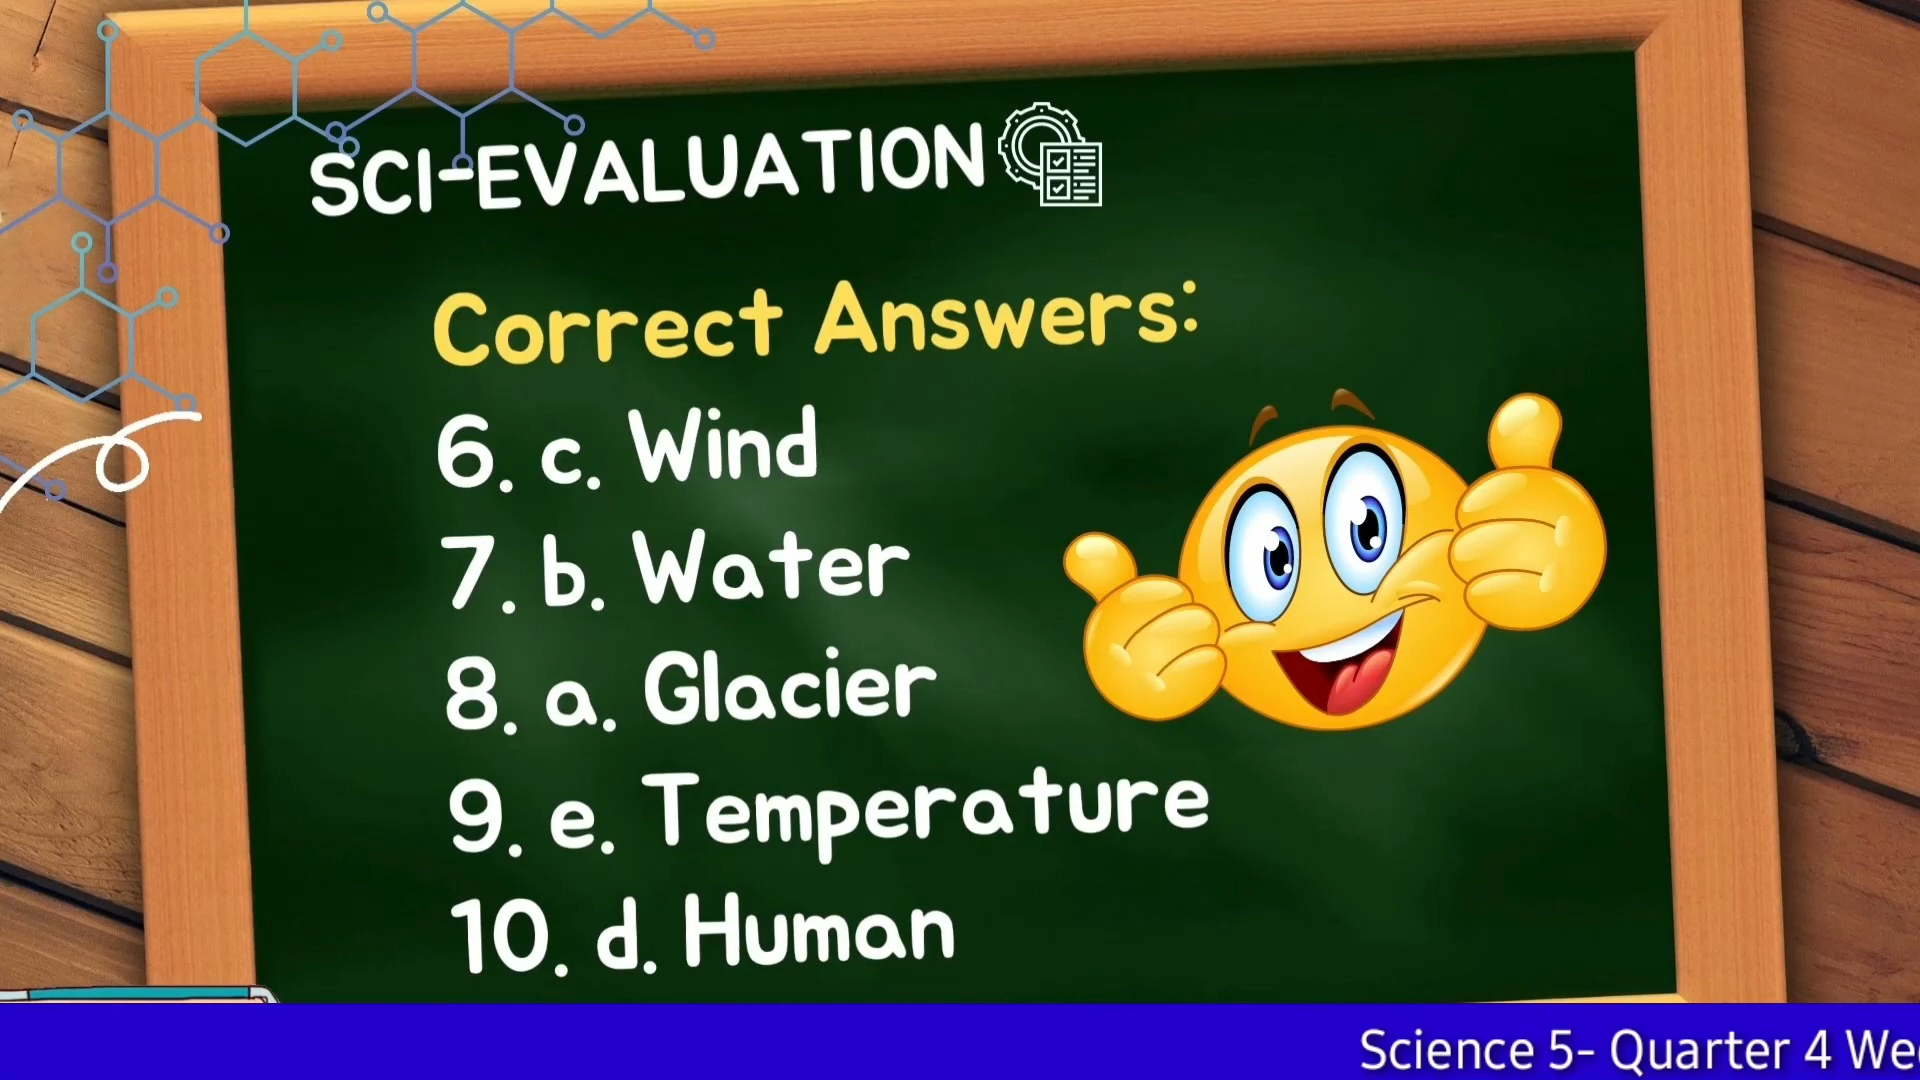 SCI-EVALUATION
Correct Answers:
6. c. Wind
7. b. Water
8. a. Glacier
9. e. Temperature
10. d. Human
Science 5- Quarter 4